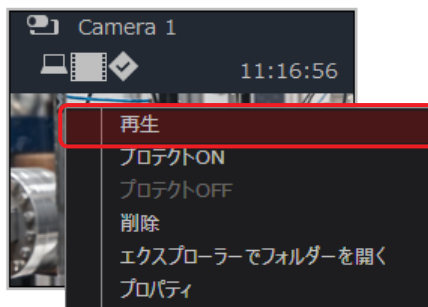 Camera 1
11:16:56
再生
プロテクトON
プロテクトOFF
削除
エクスプローラーでフォルダーを開く
プロパティ